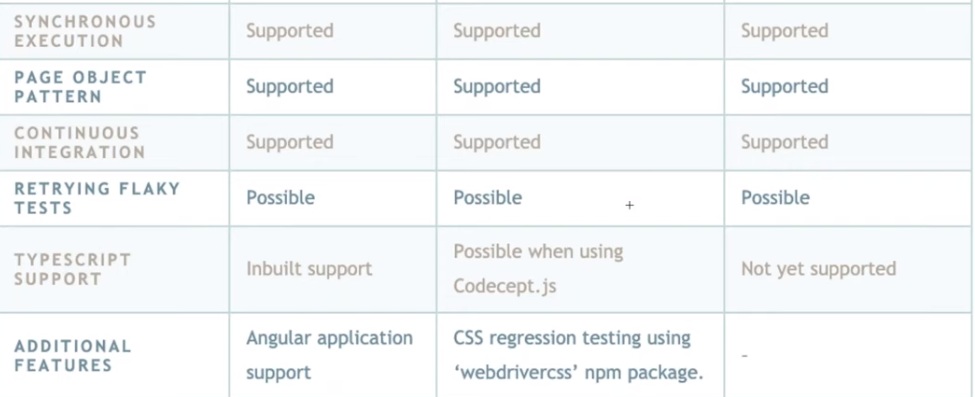 SYNCHRONOUS
EXECUTION
Supported
Supported
Supported
PAGE OBJECT
PATTERN
Supported
Supported
Supported
CONTINUOUS
INTEGRATION
Supported
Supported
Supported
RETRYING FLAKY
TESTS
Possible
Possible
Possible
TYPESCRIPT
SUPPORT
Inbuilt support
Possible when using
Codecept.js
Not yet supported
ADDITIONAL
FEATURES
Angular application
support
CSS regression testing using
‘webdrivercss’ npm package.
-